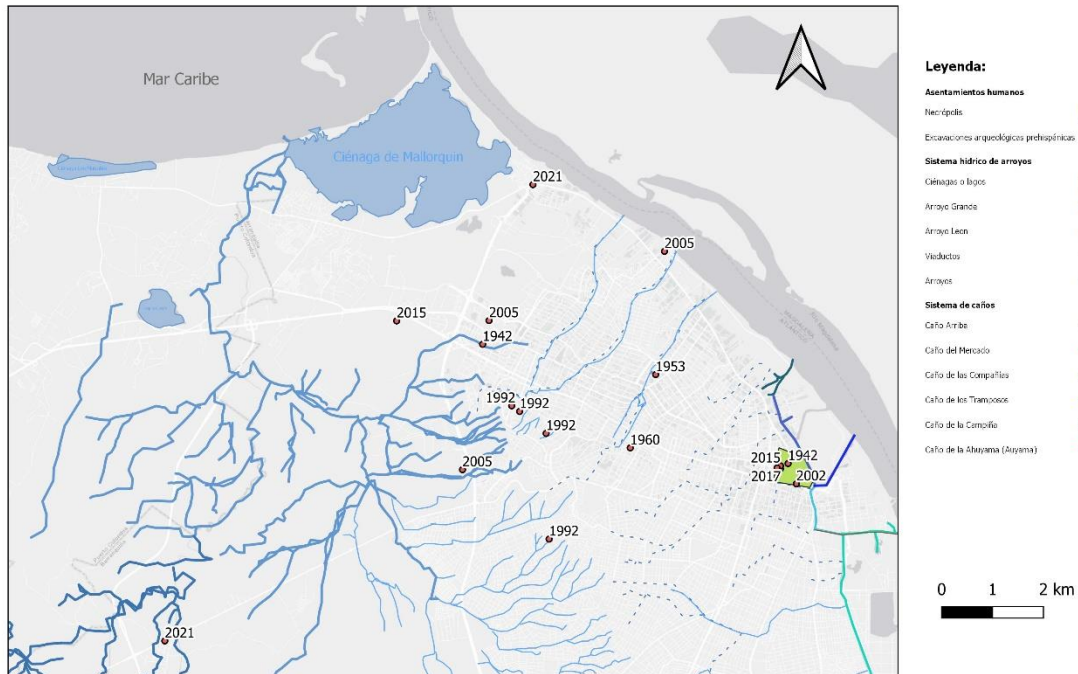 Mar Caribe
Ciénaga de Mallorquin
2021
2005
2015
2005
1942
1953
1992
1992
1992
1960
2005
2015
1942
2017
2002
1992
2021
Leyenda:
Asentamientos humanos
Necrópolis
Excavaciones arqueológicas prehispánicas
Sistema hídrico de arroyos
Ciénagas o lagos
Arroyo Grande
Arroyo Leon
Viaductos
Arroyos
Sistema de caños
Caño Arriba
Caño del Mercado
Caño de las Compañías
Caño de los Tramposos
Caño de la Campiña
Caño de la Ahuyama (Auyama)
0 1 2 km